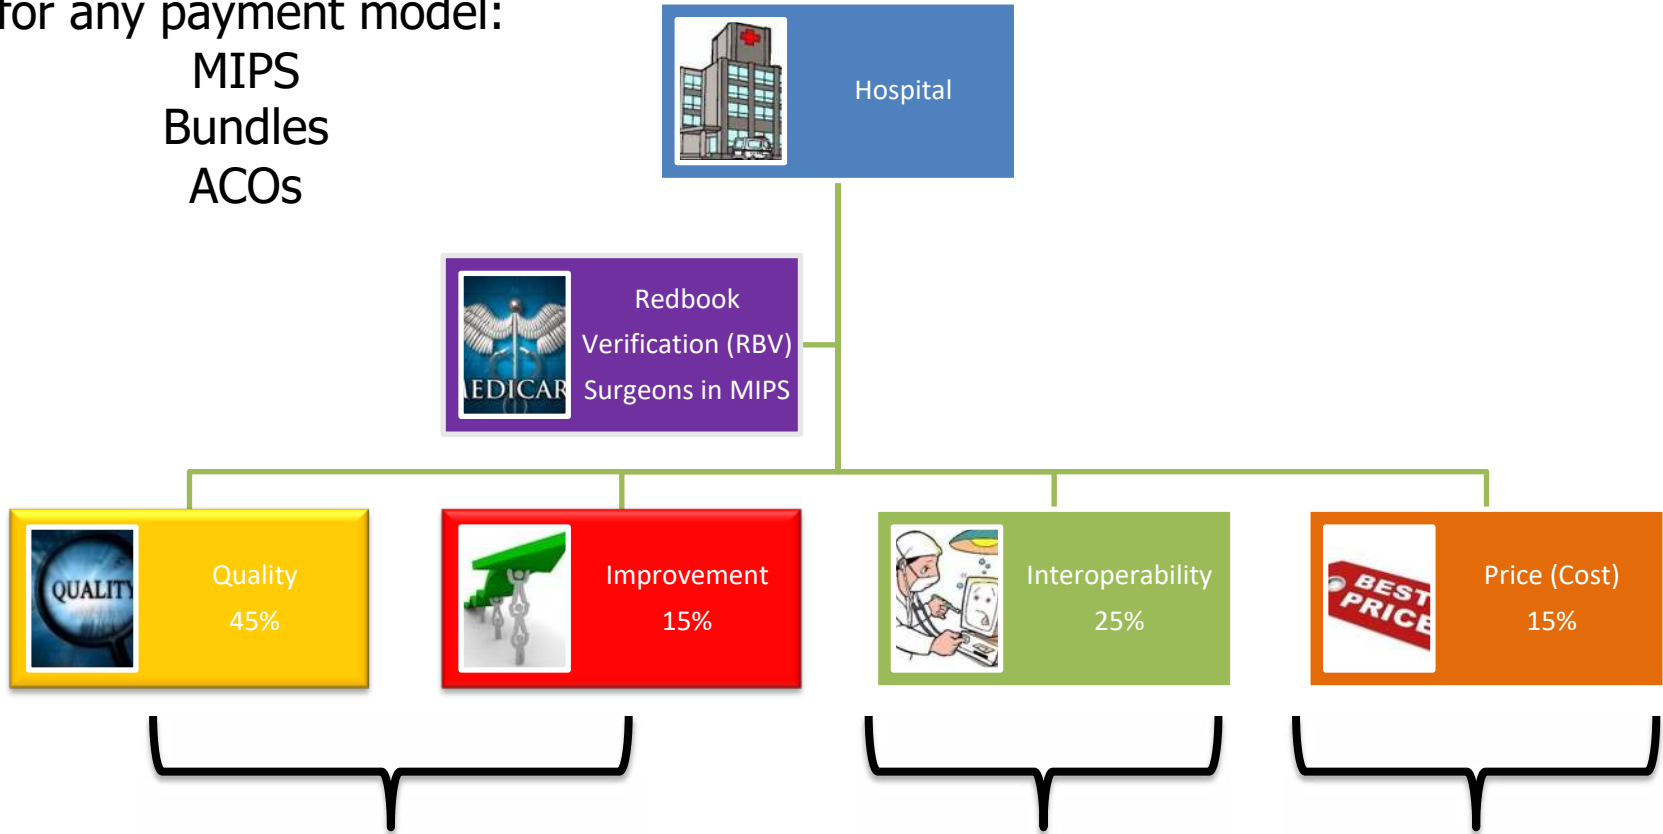 for any payment model:
MIPS
Bundles
ACOs
Hospital
Redbook
Verification (RBV)
Surgeons in MIPS
EDICAR
QUALITY
Quality
45%
Improvement
15%
Interoperability
25%
BEST
PRICE
Price (Cost)
15%